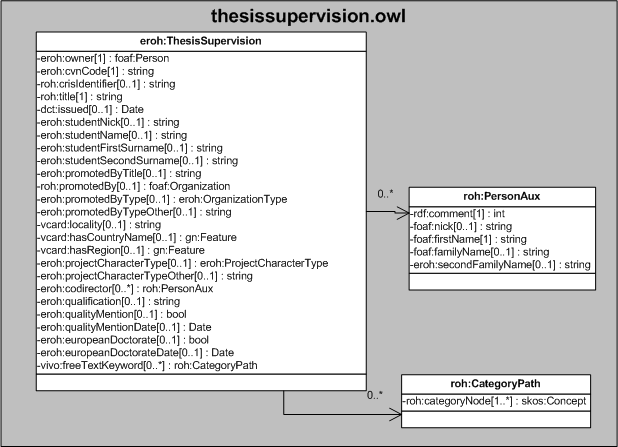 thesissupervision.owl
eroh:ThesisSupervision
-eroh:owner[1] : foaf:Person
-eroh:cvnCode[1] : string
-roh:crisIdentifier[0..1] : string
-roh:title[1] : string
-dct:issued[0..1] : Date
-eroh:studentNick[0..1] : string
-eroh:studentName[0..1] : string
-eroh:studentFirstSurname[0..1] : string
-eroh:studentSecondSurname[0..1] : string
-eroh:promotedByTitle[0..1] : string
-roh:promotedBy[0..1] : foaf:Organization
-eroh:promotedByType[0..1] : eroh:OrganizationType
-eroh:promotedByTypeOther[0..1] : string
-vcard:locality[0..1] : string
-vcard:hasCountryName[0..1] : gn:Feature
-vcard:hasRegion[0..1] : gn:Feature
-eroh:projectCharacterType[0..1] : eroh:ProjectCharacterType
-eroh:projectCharacterTypeOther[0..1] : string
-eroh:codirector[0..*] : roh:PersonAux
-eroh:qualification[0..1] : string
-eroh:qualityMention[0..1] : bool
-eroh:qualityMentionDate[0..1] : Date
-eroh:europeanDoctorate[0..1] : bool
-eroh:europeanDoctorateDate[0..1] : Date
-vivo:freeTextKeyword[0..*] : roh:CategoryPath
0..*
roh:PersonAux
-rdf:comment[1] : int
-foaf:nick[0..1] : string
-foaf:firstName[1] : string
-foaf:familyName[0..1] : string
-eroh:secondFamilyName[0..1] : string
0..*
roh:CategoryPath
-roh:categoryNode[1..*] : skos:Concept